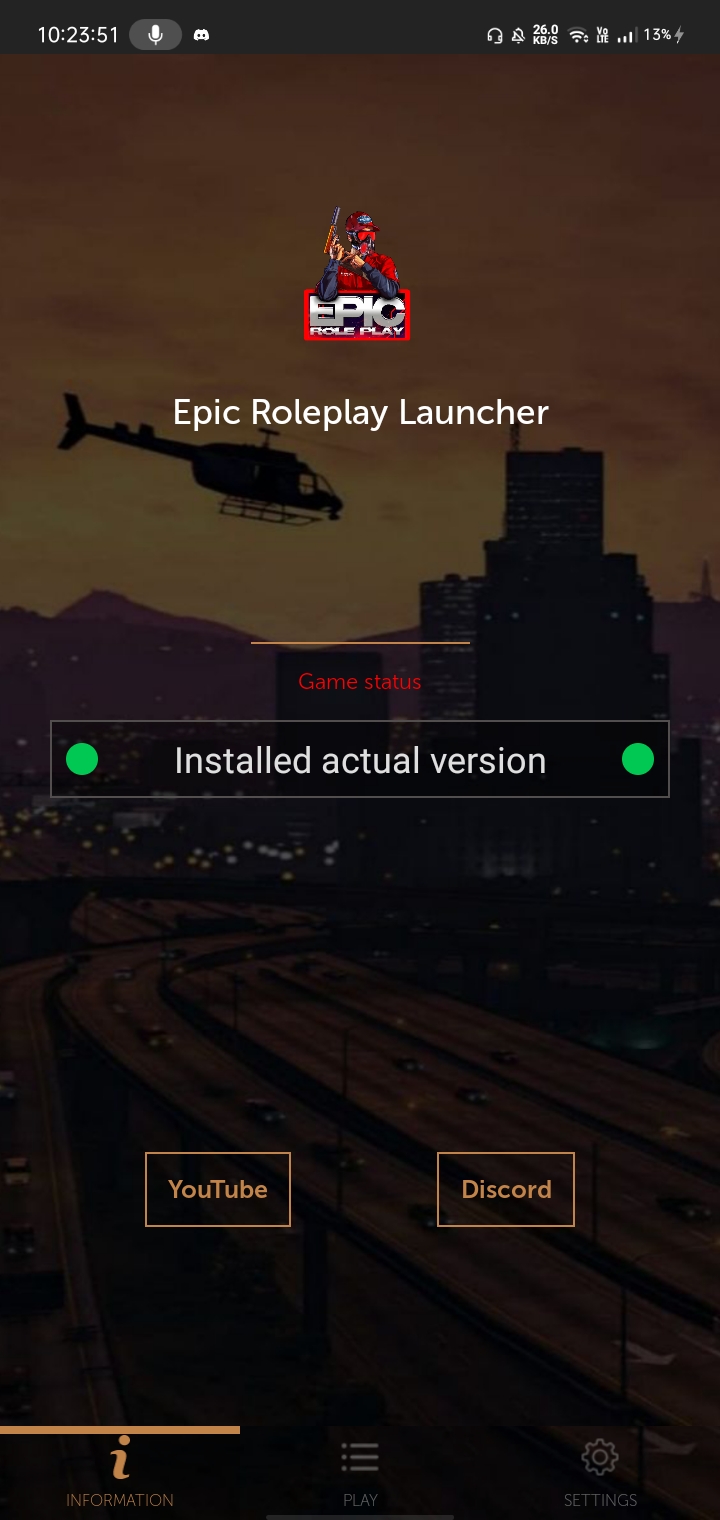 10:23:51
26.0
KB/S
Vo
LTE
13%
EPIC
ROLE PLAY
Epic Roleplay Launcher
Game status
Installed actual version
YouTube
Discord
INFORMATION
PLAY
SETTINGS